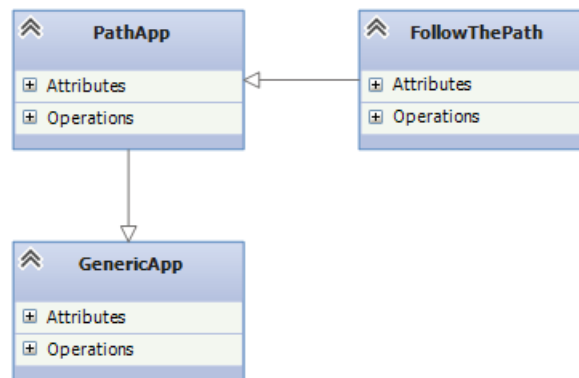 PathApp
Attributes
Operations
FollowThePath
Attributes
Operations
GenericApp
Attributes
Operations